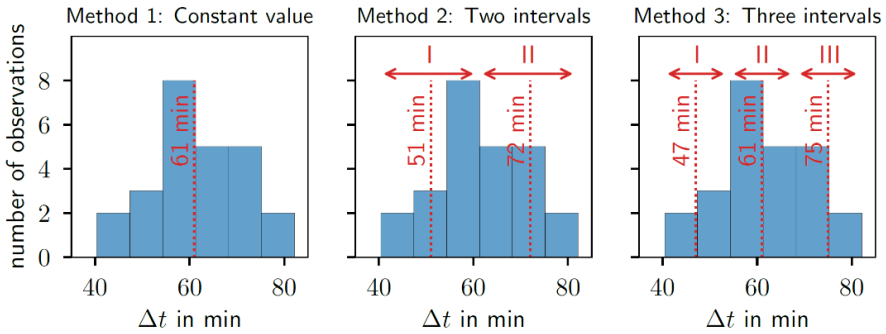 Method 1: Constant value
Method 2: Two intervals
Method 3: Three intervals
number of observations
8
6
4
2
0
61 min
40
60
80
Δt in min
I
II
51 min
72 min
40
60
80
Δt in min
I
II
III
47 min
61 min
75 min
40
60
80
Δt in min